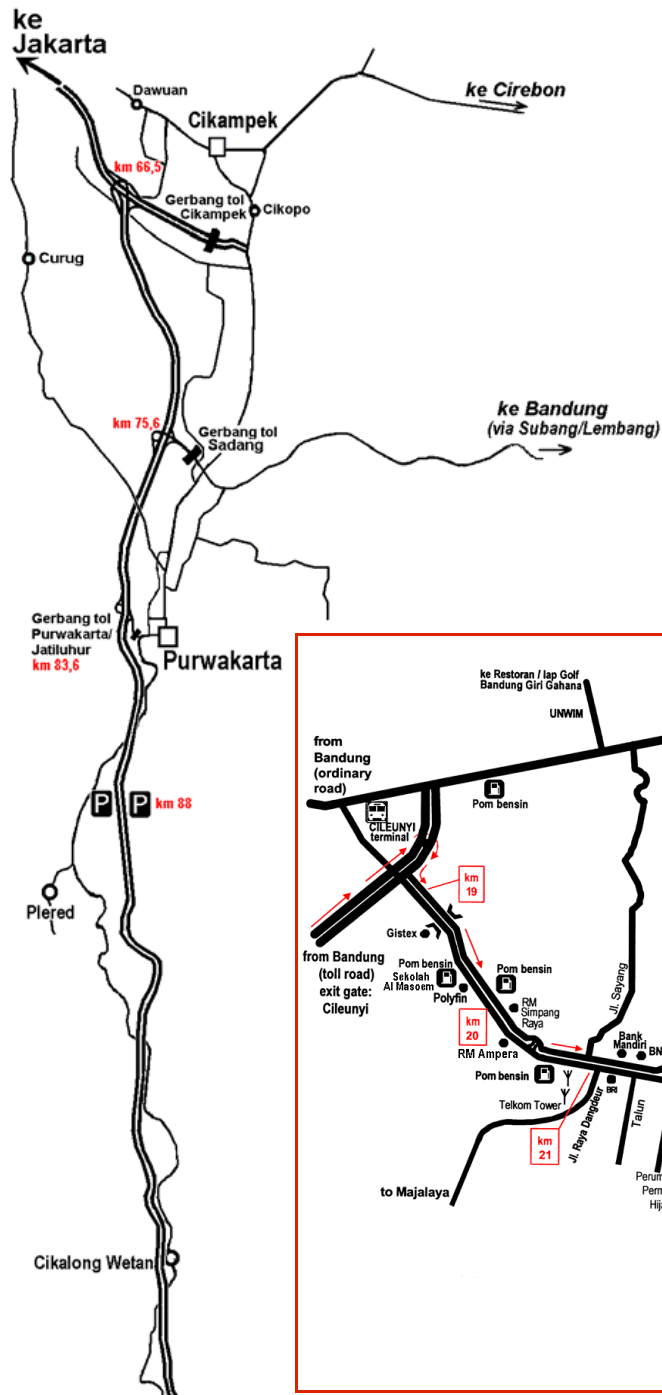 ke
Jakarta
Dawuan
ke Cirebon
Cikampek
km 66,5
Gerbang tol
Cikampek
Cikopo
Curug
ke Bandung
(via Subang/Lembang)
km 75,6
Gerbang tol
Sadang
Gerbang tol
Purwakarta/
Jatiluhur
km 83,6
Purwakarta
P
P
km 88
Plered
Cikalong Wetan
ke Restoran / lap Golf
Bandung Giri Gahana
UNWIM
from
Bandung
(ordinary
road)
Pom bensin
CILEUNYI
terminal
km
19
Gistex
from Bandung
(toll road)
exit gate:
Cileunyi
Pom bensin
Sekolah
Al Masoem
Polyfin
Pom bensin
RM
Simpang
Raya
km
20
RM Ampera
Jl. Sayang
Bank
Mandiri
BN
Pom bensin
BRI
Telkom Tower
Jl. Raya Dangdeur
Talun
km
21
to Majalaya
Perum
Perm
Hija